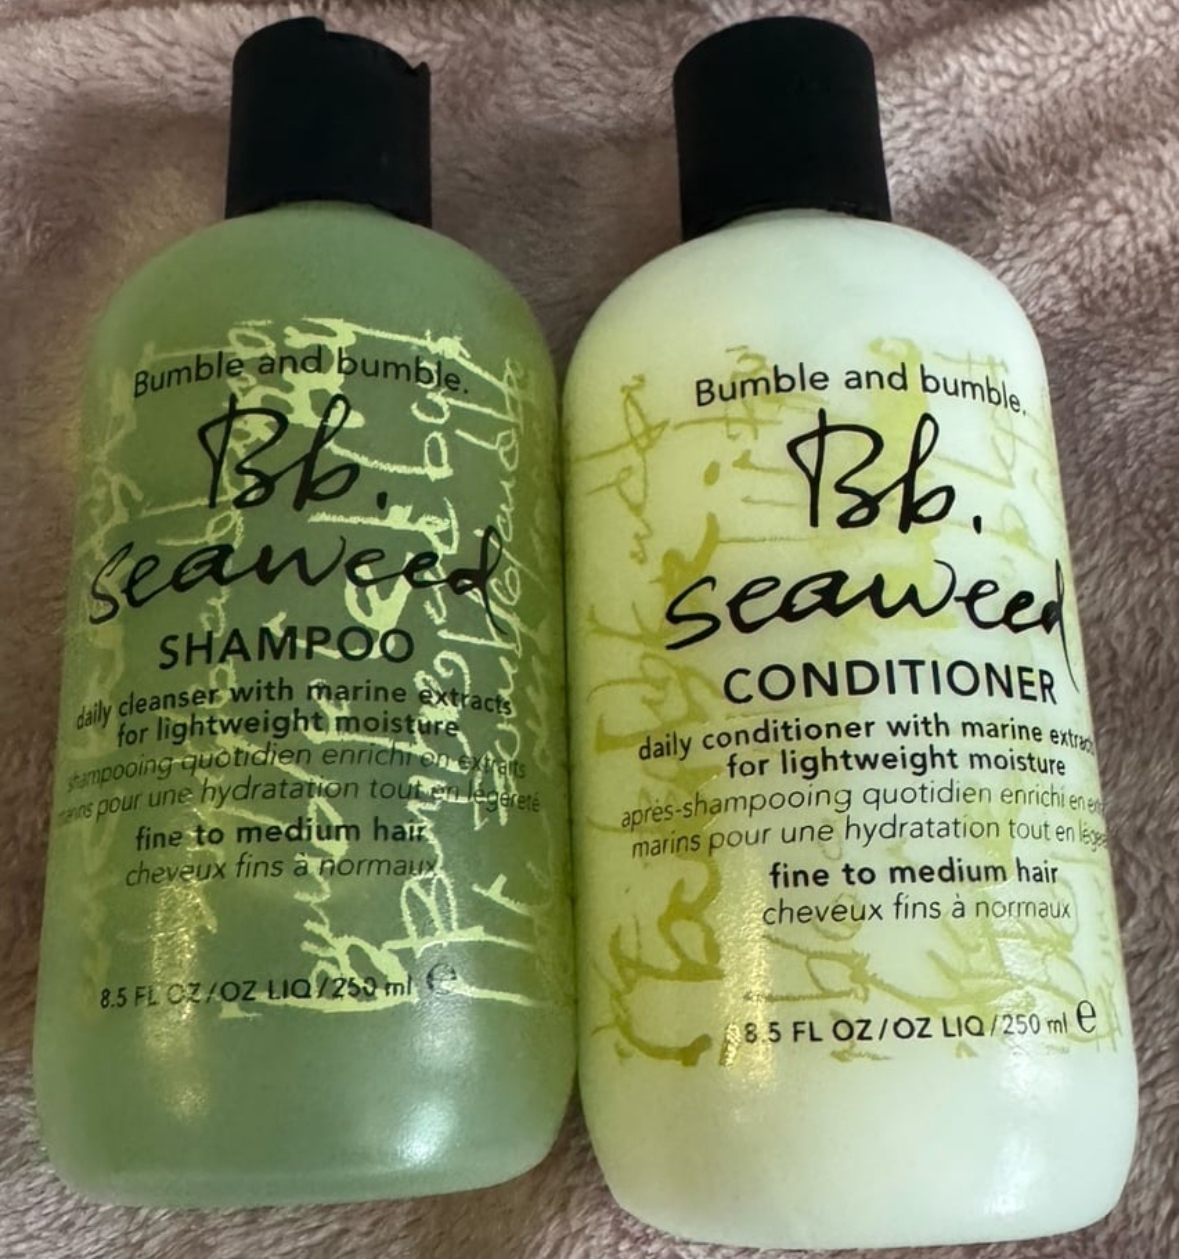 Bumble and bumble.
Bb.
seaweed
SHAMPOO
daily cleanser with marine extracts
for lightweight moisture
shampooing quotidien enrichi en extraits
pour une hydratation tout en légèreté
fine to medium hair
cheveux fins à normaux
8.5 FL OZ/OZ LIQ/250 ml e
Bumble and bumble.
Bb.
seaweed
CONDITIONER
daily conditioner with marine
for lightweight moisture
après-shampooing quotidien enrichi en
marins pour une hydratation tout en
fine to medium hair
cheveux fins à normaux
8.5 FL OZ/OZ LIQ/250 ml e